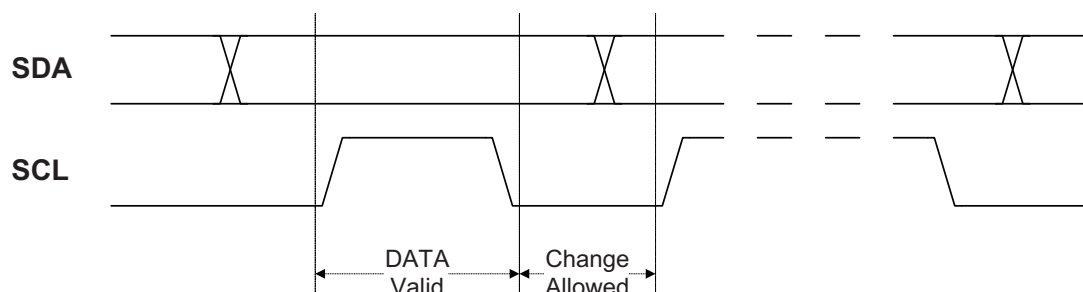 SDA
SCL
DATA
Valid
Change
Allowed